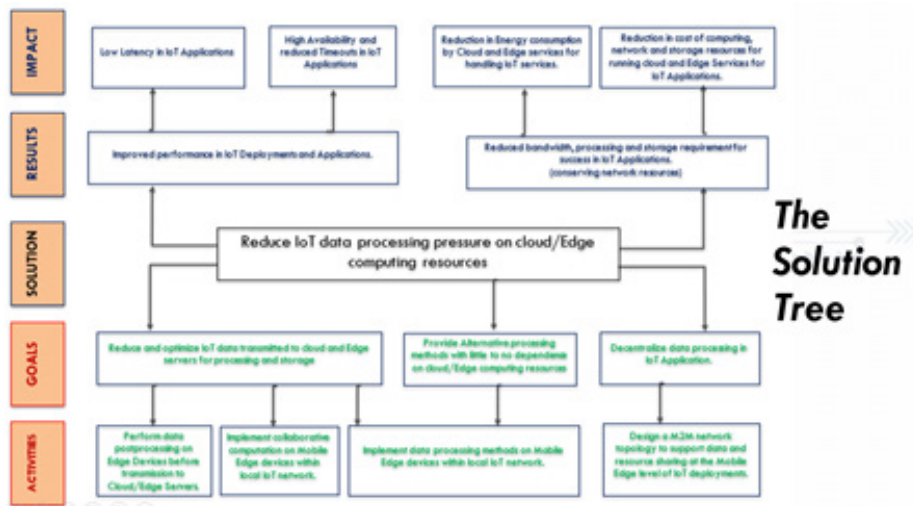 IMPACT
Low Latency in IoT Applications
High Availability and
reduced Timeouts in IoT
Applications
Reduction in Energy consumption
by Cloud and Edge services for
handling IoT services.
Reduction in cost of computing,
network and storage resources for
running cloud and Edge Services for
IoT Applications.
RESULTS
Improved performance in IoT Deployments and Applications.
Reduced bandwidth, processing and storage requirement for
success in IoT Applications.
(conserving network resources)
SOLUTION
Reduce IoT data processing pressure on cloud/Edge
computing resources
The
Solution
Tree
GOALS
Reduce and optimize IoT data transmitted to cloud and Edge
servers for processing and storage
Provide Alternative processing
methods with little to no dependence
on cloud/Edge computing resources
Decentralize data processing in
IoT Application.
ACTIVITIES
Perform data
postprocessing on
Edge Devices before
transmission to
Cloud/Edge Servers.
Implement collaborative
computation on Mobile
Edge devices within
local IoT network.
Implement data processing methods on Mobile
Edge devices within local IoT network.
Design a M2M network
topology to support data and
resource sharing at the Mobile
Edge level of IoT deployments.